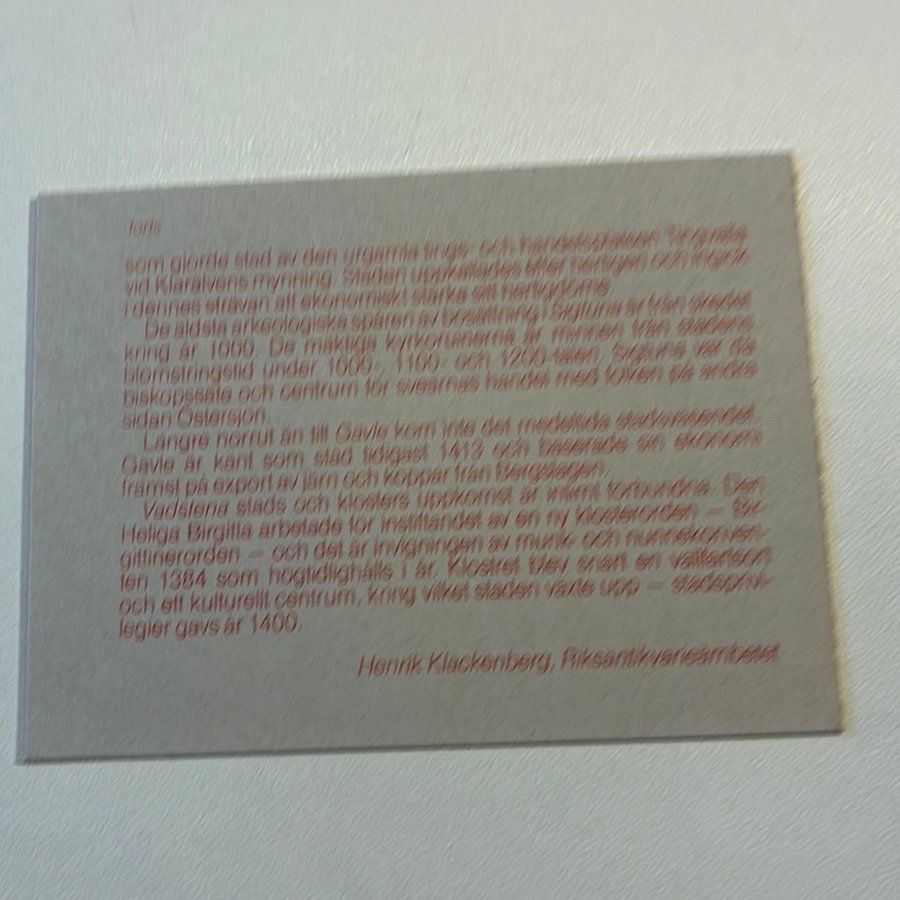 forts
som gjorde stad av den urgamla tings- och handelsplatsen Tingvalla
vid Klarälvens mynning. Staden uppkallades efter hertigen och ingick
i dennes strävan att ekonomiskt stärka sitt hertigdöme.
De äldsta arkeologiska spåren av bosättning i Sigtuna är från skedet
kring år 1000. De mäktiga kyrkoruinerna är minnen från stadens
blomstringstid under 1000-, 1100- och 1200-talen. Sigtuna var då
biskopssäte och centrum för svearnas handel med folken på andra
sidan Östersjön.
Längre norrut än till Gävle kom inte det medeltida stadsväsendet.
Gävle är känt som stad tidigast 1413 och baserade sin ekonomi
främst på export av järn och koppar från Bergslagen.
Vadstena stads och klosters uppkomst är intimt förbundna. Den
Heliga Birgitta arbetade för instiftandet av en ny klosterorden – Bir-
gittinerorden – och det är invigningen av munk- och nunnekonven-
ten 1384 som högtidlighålls i år. Klostret blev snart en vallfartsort
och ett kulturellt centrum, kring vilket staden växte upp – stadsprivi-
legier gavs år 1400.
Henrik Klackenberg, Riksantikvarieämbetet